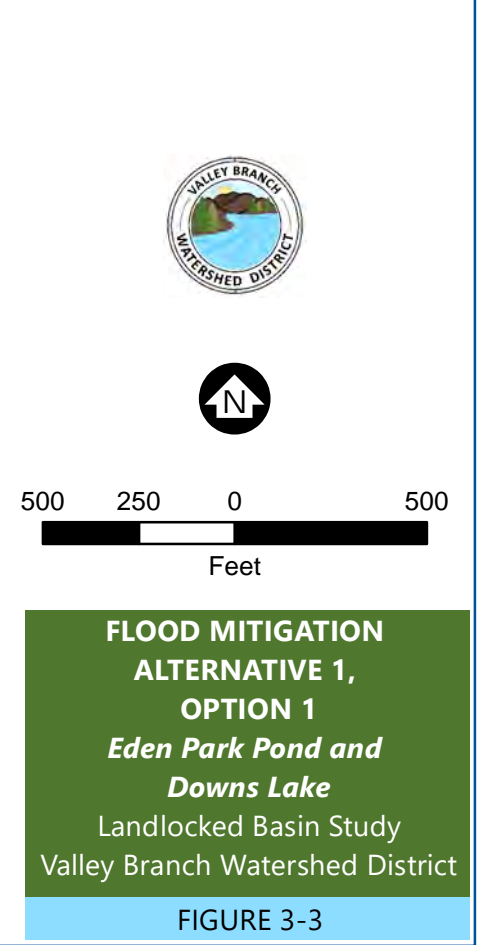 VALLEY BRANCH
WATERSHED DISTRICT
N
500 250 0 500
Feet
FLOOD MITIGATION
ALTERNATIVE 1,
OPTION 1
Eden Park Pond and
Downs Lake
Landlocked Basin Study
Valley Branch Watershed District
FIGURE 3-3